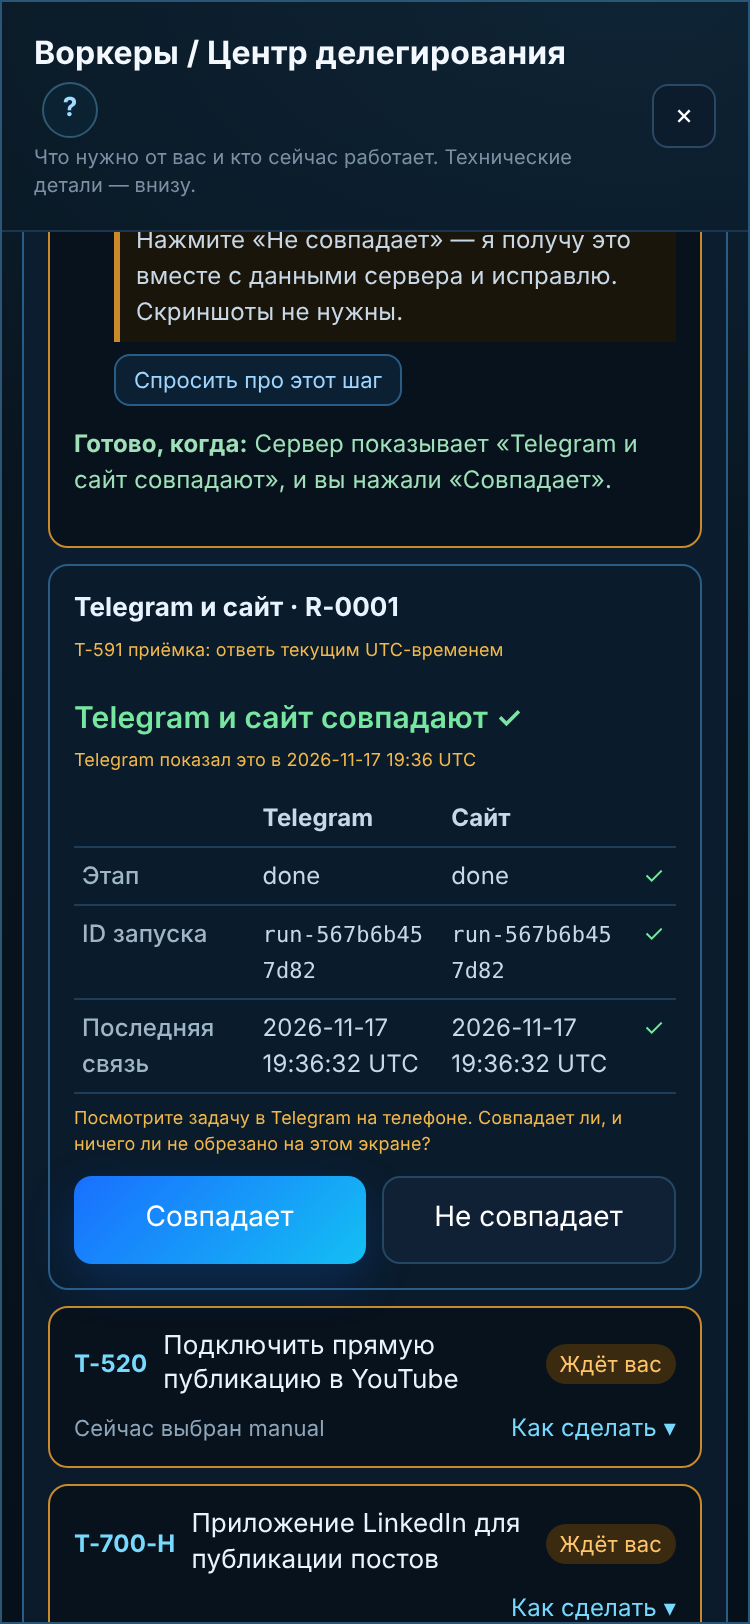 Воркеры / Центр делегирования
?
×
Что нужно от вас и кто сейчас работает. Технические
детали — внизу.
Нажмите «Не совпадает» — я получу это
вместе с данными сервера и исправлю.
Скриншоты не нужны.
Спросить про этот шаг
Готово, когда: Сервер показывает «Telegram и
сайт совпадают», и вы нажали «Совпадает».
Telegram и сайт · R-0001
T-591 приёмка: ответь текущим UTC-временем
Telegram и сайт совпадают ✓
Telegram показал это в 2026-11-17 19:36 UTC
Telegram Сайт
Этап done done ✓
ID запуска run-567b6b45 run-567b6b45 ✓
7d82 7d82
Последняя 2026-11-17 2026-11-17 ✓
связь 19:36:32 UTC 19:36:32 UTC
Посмотрите задачу в Telegram на телефоне. Совпадает ли, и
ничего ли не обрезано на этом экране?
Совпадает Не совпадает
T-520 Подключить прямую
публикацию в YouTube Ждёт вас
Сейчас выбран manual Как сделать ▾
T-700-H Приложение LinkedIn для
публикации постов Ждёт вас
Как сделать ▾